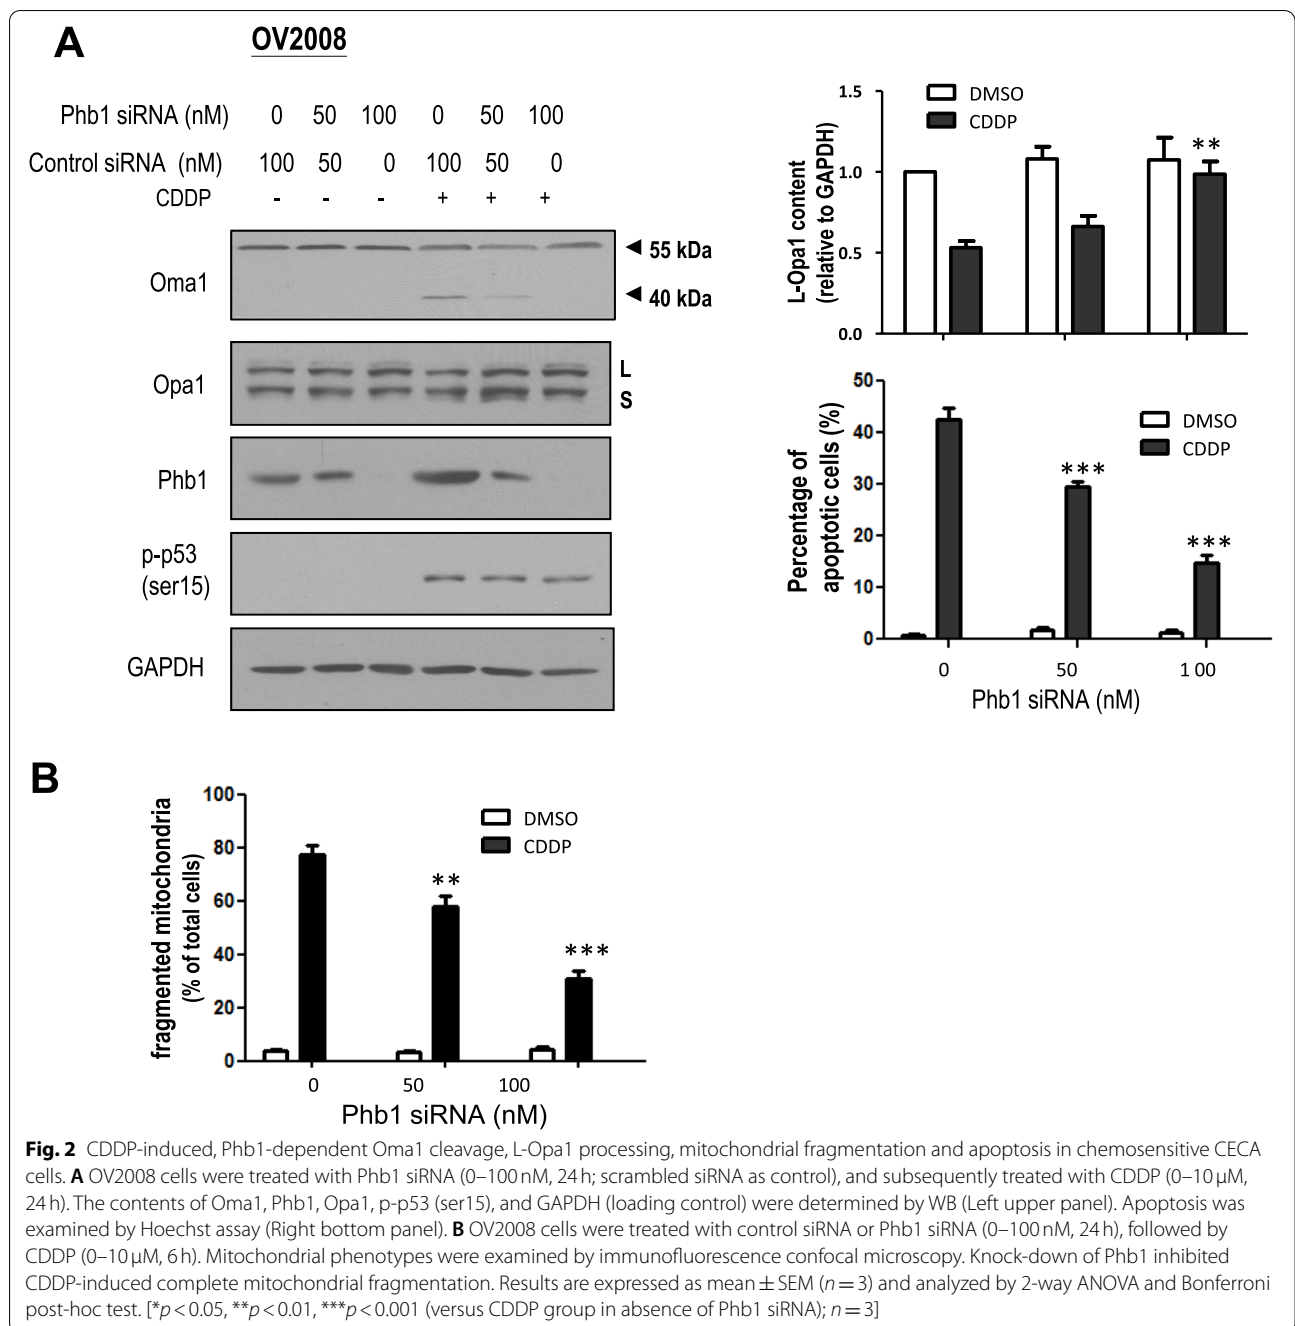 A
OV2008
Phb1 siRNA (nM) 0 50 100 0 50 100
Control siRNA (nM) 100 50 0 100 50 0
CDDP - - - + + +
Oma1
55 kDa
40 kDa
Opa1
L
S
Phb1
p-p53
(ser15)
GAPDH
L-Opa1 content
(relative to GAPDH)
1.5
1.0
0.5
0.0
DMSO
CDDP
**
Percentage of
apoptotic cells (%)
50
40
30
20
10
0
DMSO
CDDP
***
***
0 50 1 00
Phb1 siRNA (nM)
B
fragmented mitochondria
(% of total cells)
100
80
60
40
20
0
DMSO
CDDP
**
***
0 50 100
Phb1 siRNA (nM)
Fig. 2 CDDP-induced, Phb1-dependent Oma1 cleavage, L-Opa1 processing, mitochondrial fragmentation and apoptosis in chemosensitive CECA
cells. A OV2008 cells were treated with Phb1 siRNA (0–100 nM, 24 h; scrambled siRNA as control), and subsequently treated with CDDP (0–10 µM,
24 h). The contents of Oma1, Phb1, Opa1, p-p53 (ser15), and GAPDH (loading control) were determined by WB (Left upper panel). Apoptosis was
examined by Hoechst assay (Right bottom panel). B OV2008 cells were treated with control siRNA or Phb1 siRNA (0–100 nM, 24 h), followed by
CDDP (0–10 µM, 6 h). Mitochondrial phenotypes were examined by immunofluorescence confocal microscopy. Knock-down of Phb1 inhibited
CDDP-induced complete mitochondrial fragmentation. Results are expressed as mean ± SEM (n = 3) and analyzed by 2-way ANOVA and Bonferroni
post-hoc test. [*p < 0.05, **p < 0.01, ***p < 0.001 (versus CDDP group in absence of Phb1 siRNA); n = 3]